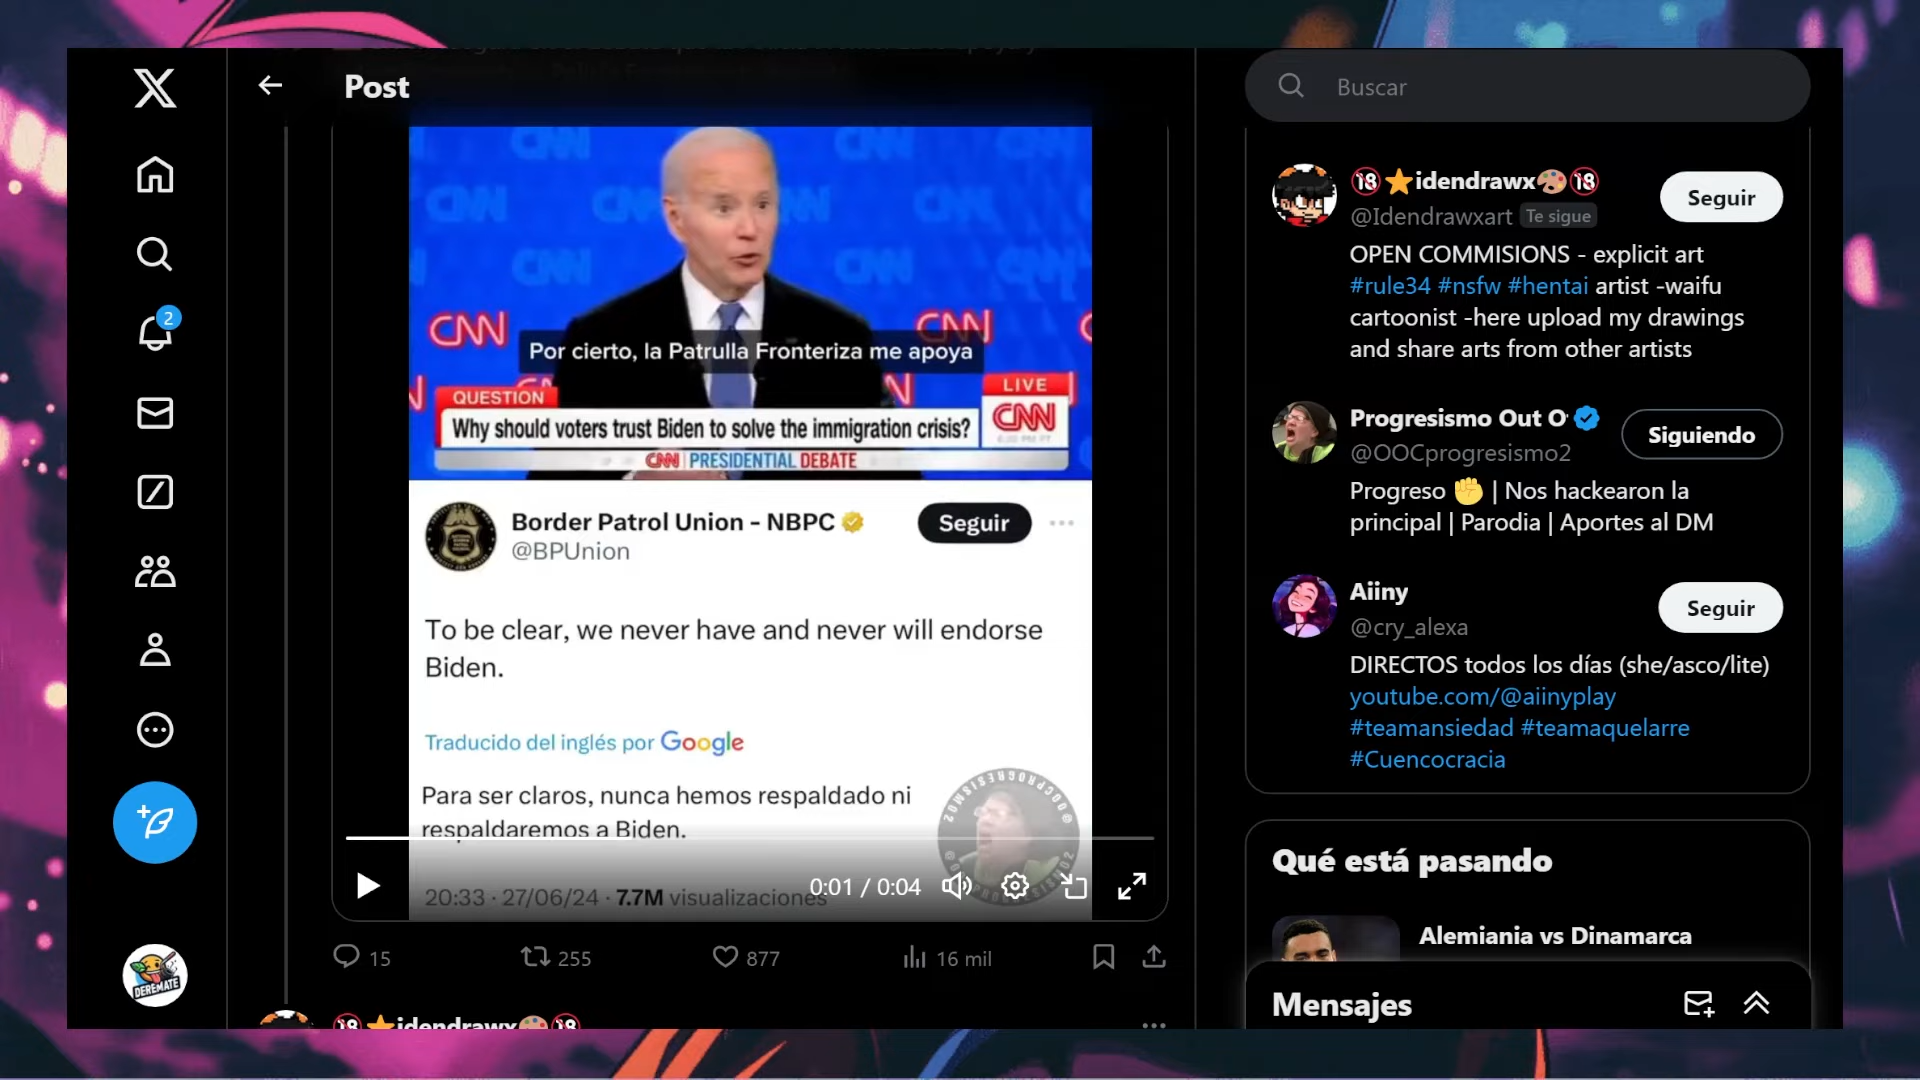 Post
CNN
CNN
Por cierto, la Patrulla Fronteriza me apoya
QUESTION
Why should voters trust Biden to solve the immigration crisis?
LIVE
CNN
CNN PRESIDENTIAL DEBATE
Border Patrol Union - NBPC
@BPUnion
Seguir
To be clear, we never have and never will endorse
Biden.
Traducido del inglés por Google
Para ser claros, nunca hemos respaldado ni
respaldaremos a Biden.
@OOCPROGRESISMO2
20:33 · 27/06/24 · 7.7M visualizaciones
0:01 / 0:04
15
255
877
16 mil
idendrawx
2
DEREMATE
Buscar
idendrawx
@Idendrawxart Te sigue
Seguir
OPEN COMMISIONS - explicit art
#rule34 #nsfw #hentai artist -waifu
cartoonist -here upload my drawings
and share arts from other artists
Progresismo Out O
@OOCprogresismo2
Siguiendo
Progreso ✊ | Nos hackearon la
principal | Parodia | Aportes al DM
Aiiny
@cry_alexa
Seguir
DIRECTOS todos los días (she/asco/lite)
youtube.com/@aiinyplay
#teamansiedad #teamaquelarre
#Cuencocracia
Qué está pasando
Alemiania vs Dinamarca
Mensajes